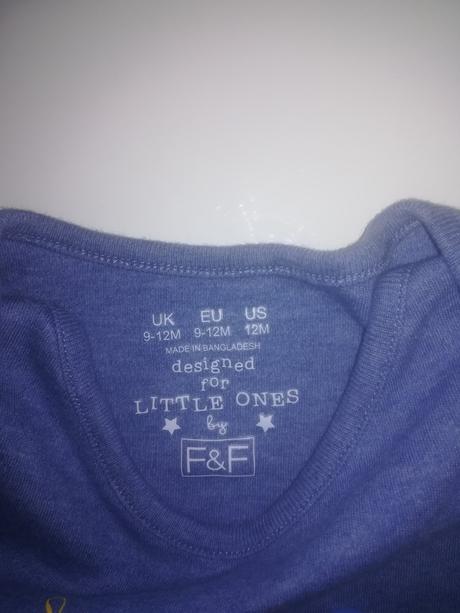 UK EU US
9-12M 9-12M 12M
MADE IN BANGLADESH
designed
for
LITTLE ONES
by
F&F